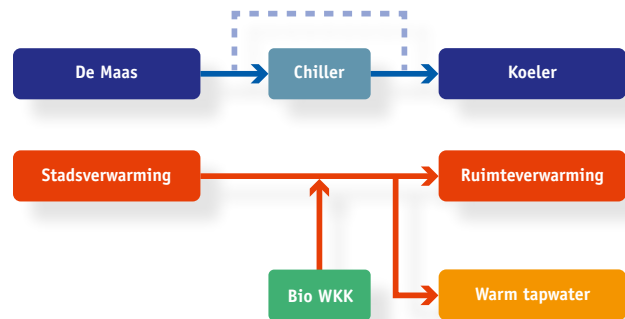 De Maas
Chiller
Koeler
Stadsverwarming
Ruimteverwarming
Bio WKK
Warm tapwater